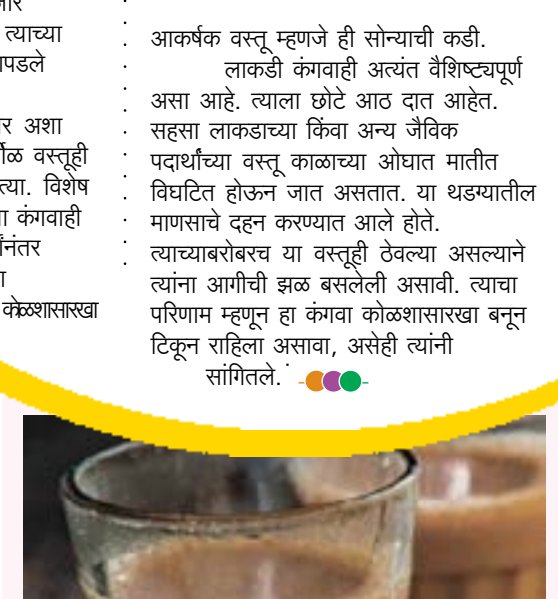 त्याच्या
र अशा
वस्तूही
त्या. विशेष
कंगवाही
कोळशासारखा
आकर्षक वस्तू म्हणजे ही सोन्याची कडी.
लाकडी कंगवाही अत्यंत वैशिष्ट्यपूर्ण
असा आहे. त्याला छोटे आठ दात आहेत.
सहसा लाकडाच्या किंवा अन्य जैविक
पदार्थांच्या वस्तू काळाच्या ओघात मातीत
विघटित होऊन जात असतात. या थडग्यातील
माणसाचे दहन करण्यात आले होते.
त्याच्याबरोबरच या वस्तूही ठेवल्या असल्याने
त्यांना आगीची झळ बसलेली असावी. त्याचा
परिणाम म्हणून हा कंगवा कोळशासारखा बनून
टिकून राहिला असावा, असेही त्यांनी
सांगितले.